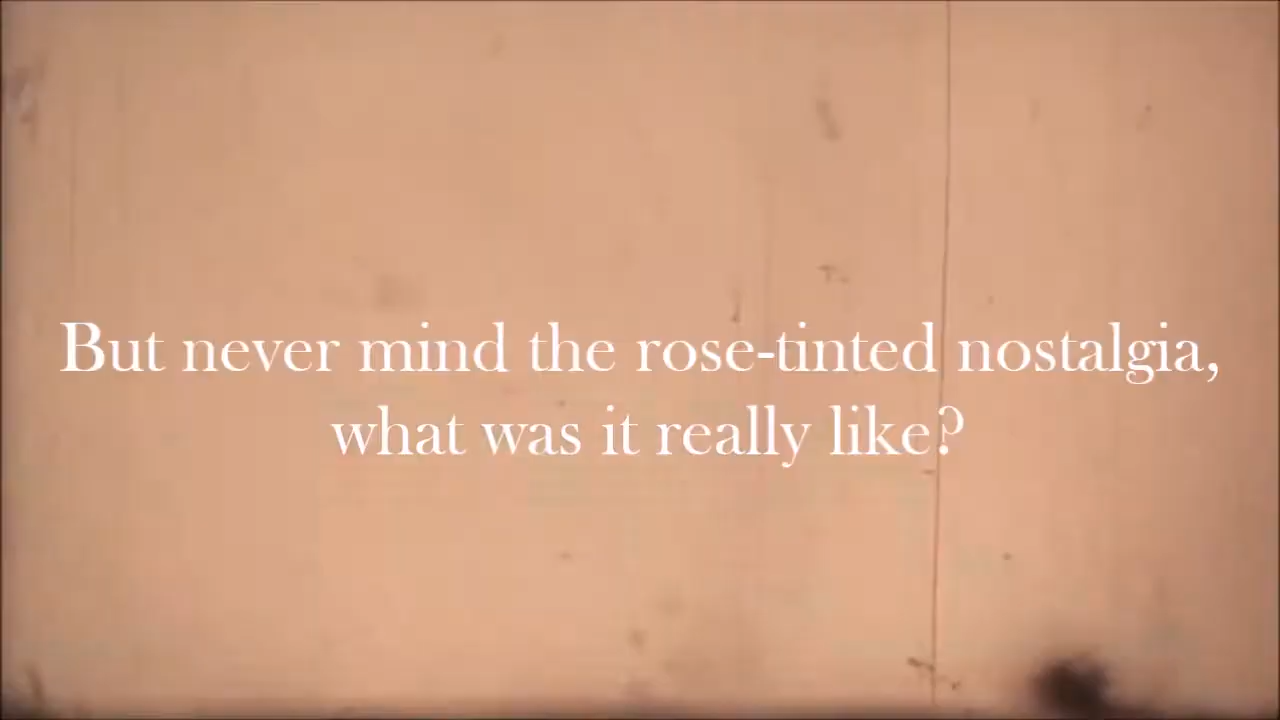 But never mind the rose-tinted nostalgia,
what was it really like?